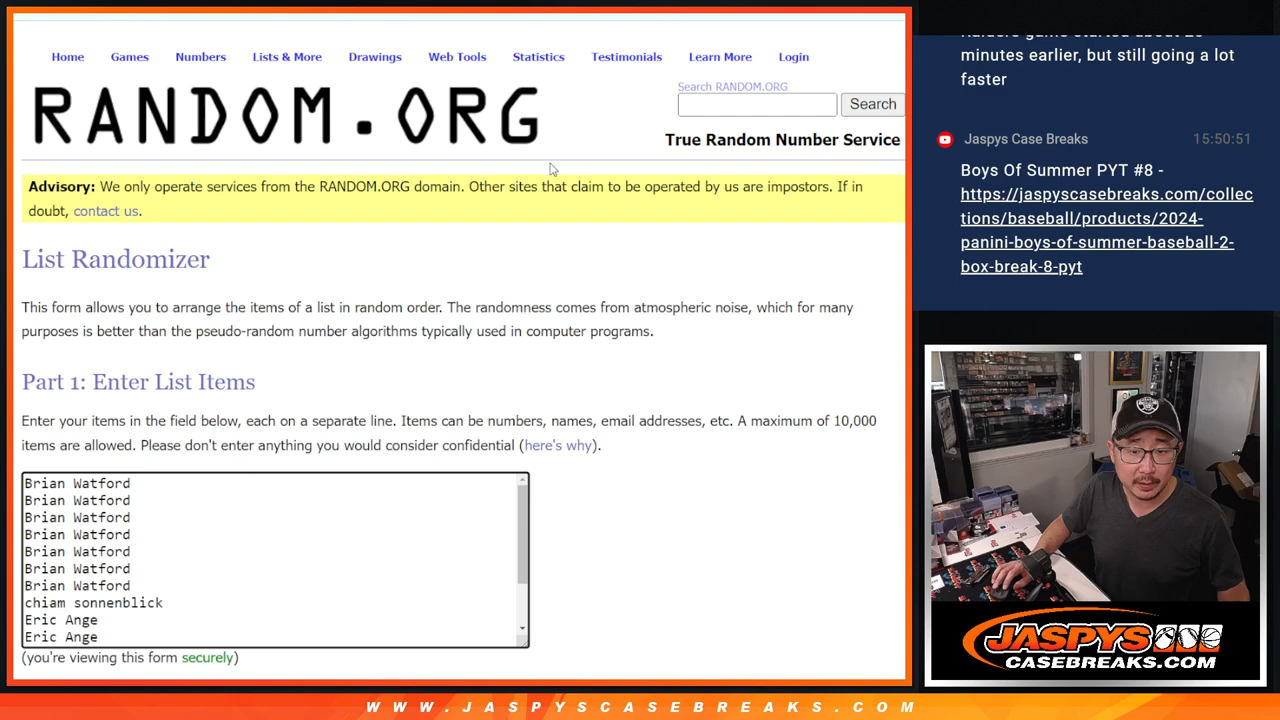 Home Games Numbers Lists & More Drawings Web Tools Statistics Testimonials Learn More Login
RANDOM.ORG
Search RANDOM.ORG
Search
True Random Number Service
Advisory: We only operate services from the RANDOM.ORG domain. Other sites that claim to be operated by us are impostors. If in
doubt, contact us.
List Randomizer
This form allows you to arrange the items of a list in random order. The randomness comes from atmospheric noise, which for many
purposes is better than the pseudo-random number algorithms typically used in computer programs.
Part 1: Enter List Items
Enter your items in the field below, each on a separate line. Items can be numbers, names, email addresses, etc. A maximum of 10,000
items are allowed. Please don't enter anything you would consider confidential (here's why).
Brian Watford
Brian Watford
Brian Watford
Brian Watford
Brian Watford
Brian Watford
Brian Watford
chiam sonnenblick
Eric Ange
Eric Ange
(you're viewing this form securely)
minutes earlier, but still going a lot
faster
Jaspys Case Breaks 15:50:51
Boys Of Summer PYT #8 -
https://jaspyscasebreaks.com/collec
tions/baseball/products/2024-
panini-boys-of-summer-baseball-2-
box-break-8-pyt
JASPYS
CASEBREAKS.COM
WWW.JASPYSCASEBREAKS.COM